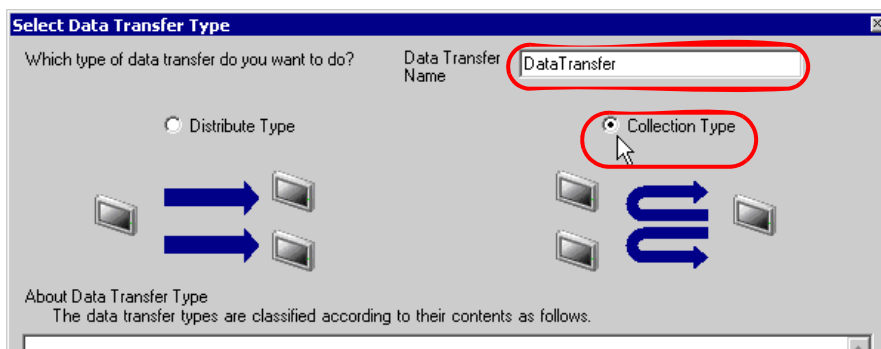 Select Data Transfer Type
Which type of data transfer do you want to do?
Data Transfer
Name
DataTransfer
Distribute Type
Collection Type
About Data Transfer Type
The data transfer types are classified according to their contents as follows.